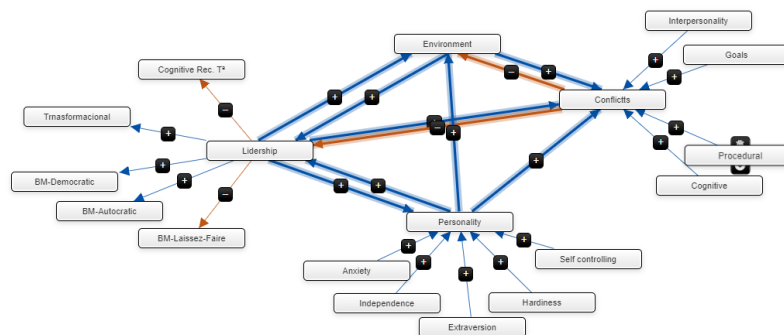 Interpersonality
Environment
Goals
Cognitive Rec. Tª
Conflictts
Trnasformacional
Lidership
Procedural
BM-Democratic
Cognitive
BM-Autocratic
Personality
BM-Laissez-Faire
Self controlling
Anxiety
Independence
Hardiness
Extraversion